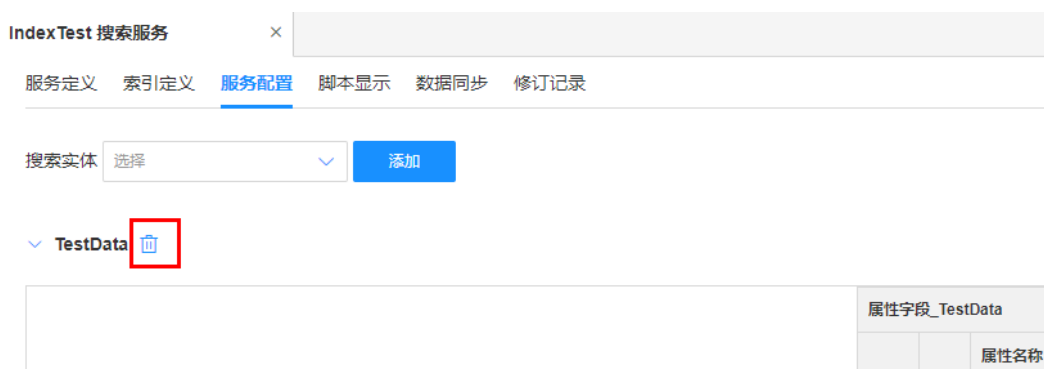 IndexTest 搜索服务
服务定义 索引定义 服务配置 脚本显示 数据同步 修订记录
搜索实体 选择 添加
TestData
属性字段_TestData
属性名称